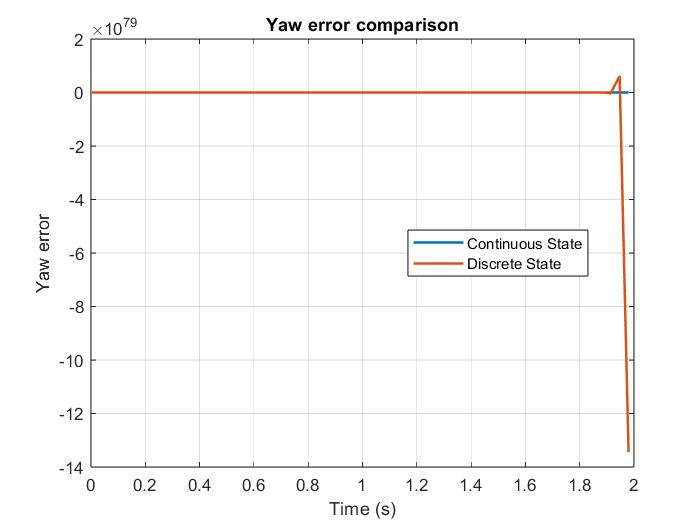 Yaw error comparison
×10⁷⁹
2
0
-2
-4
-6
-8
-10
-12
-14
Yaw error
Continuous State
Discrete State
0 0.2 0.4 0.6 0.8 1 1.2 1.4 1.6 1.8 2
Time (s)